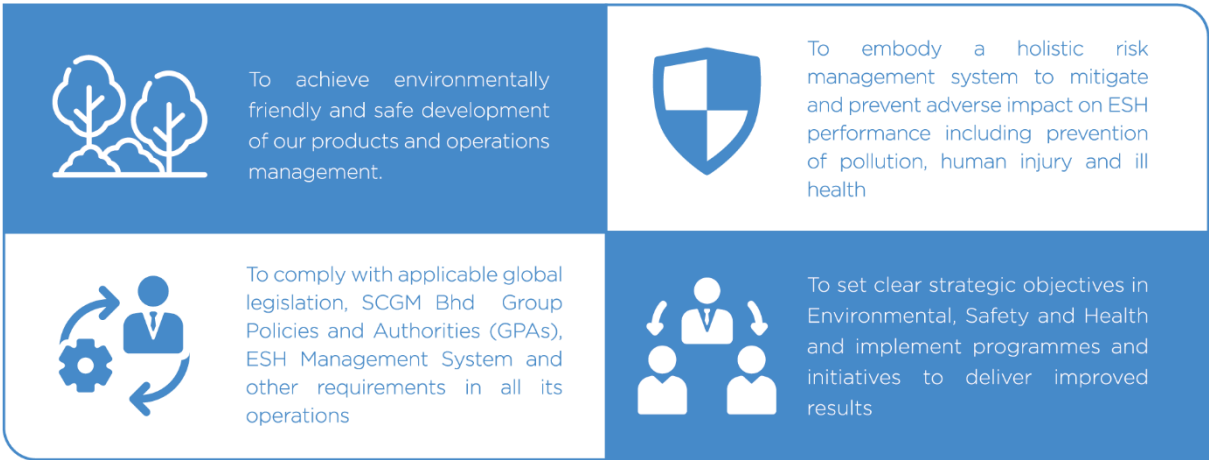 To achieve environmentally
friendly and safe development
of our products and operations
management.
To embody a holistic risk
management system to mitigate
and prevent adverse impact on ESH
performance including prevention
of pollution, human injury and ill
health
To comply with applicable global
legislation, SCGM Bhd Group
Policies and Authorities (GPAs),
ESH Management System and
other requirements in all its
operations
To set clear strategic objectives in
Environmental, Safety and Health
and implement programmes and
initiatives to deliver improved
results